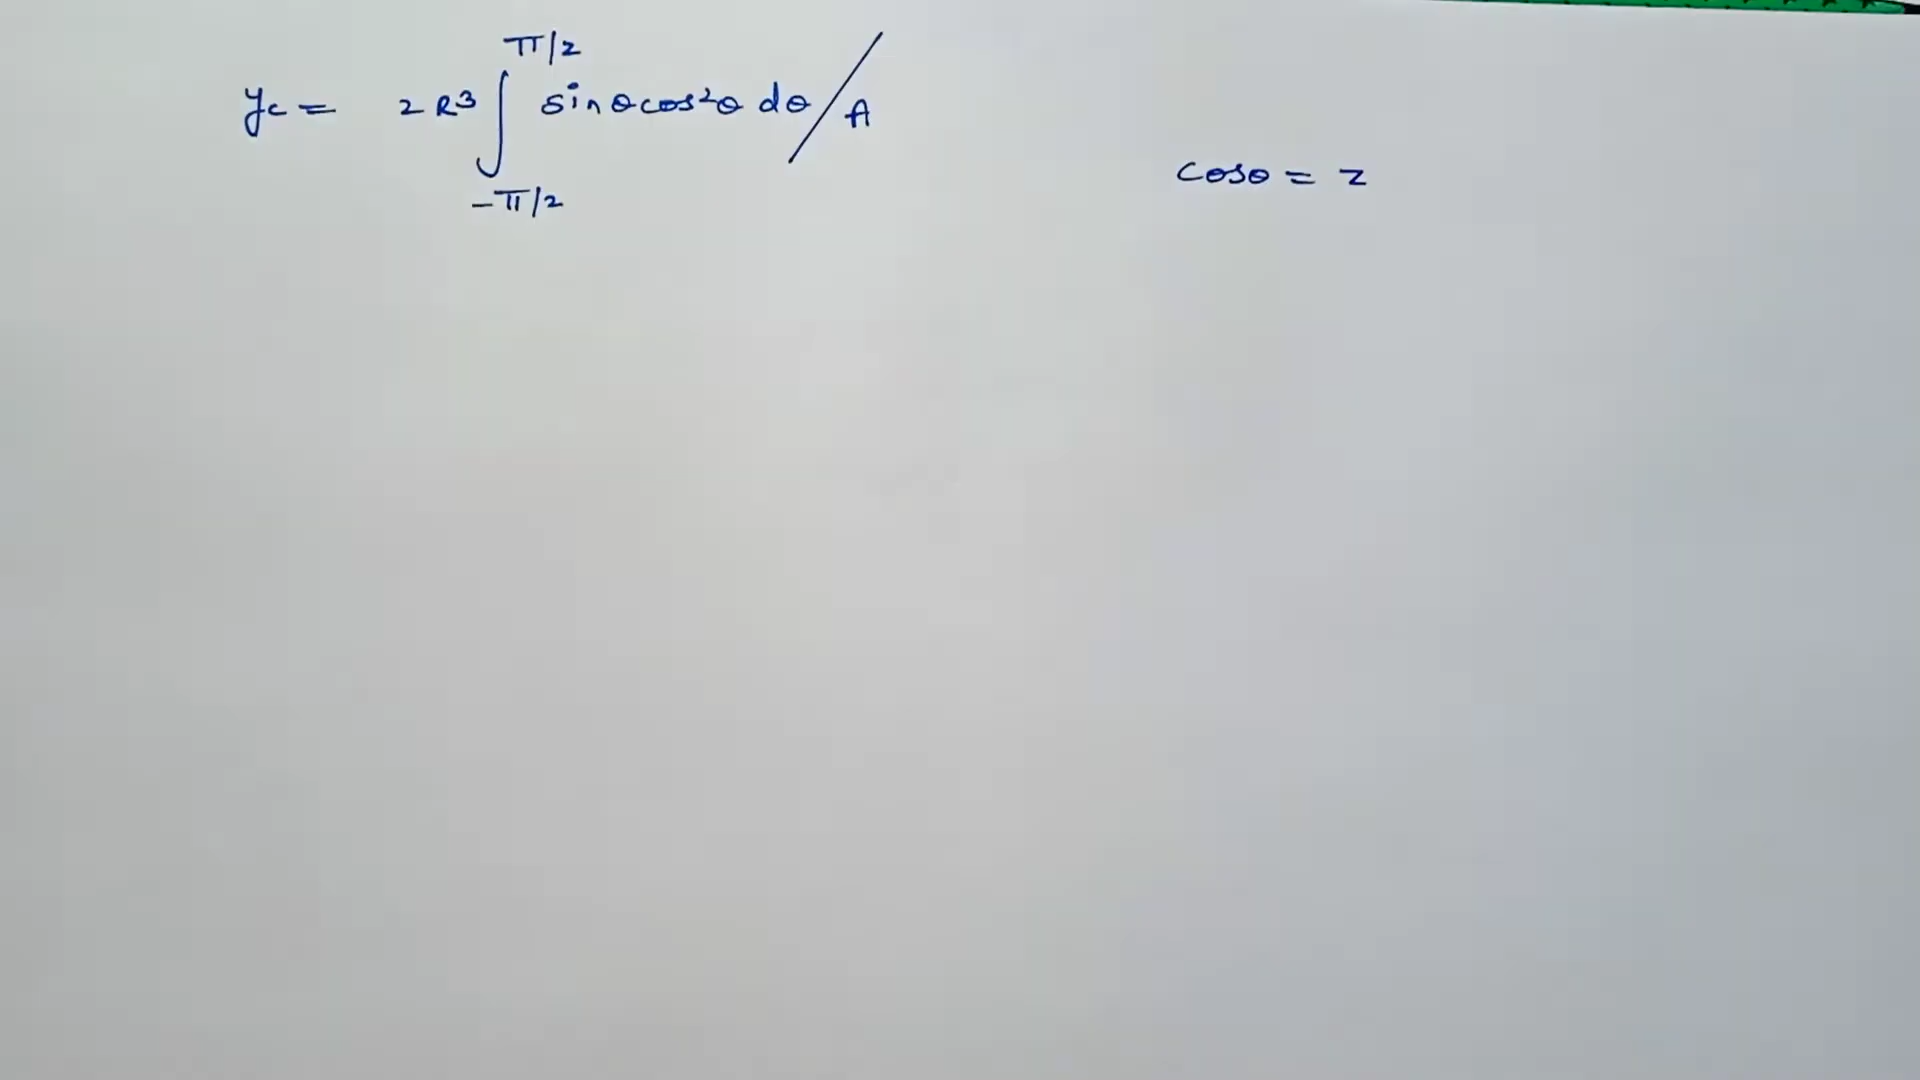 yc = 2R³ ∫_{-π/2}^{π/2} sinθcos²θ dθ / A
cosθ = z